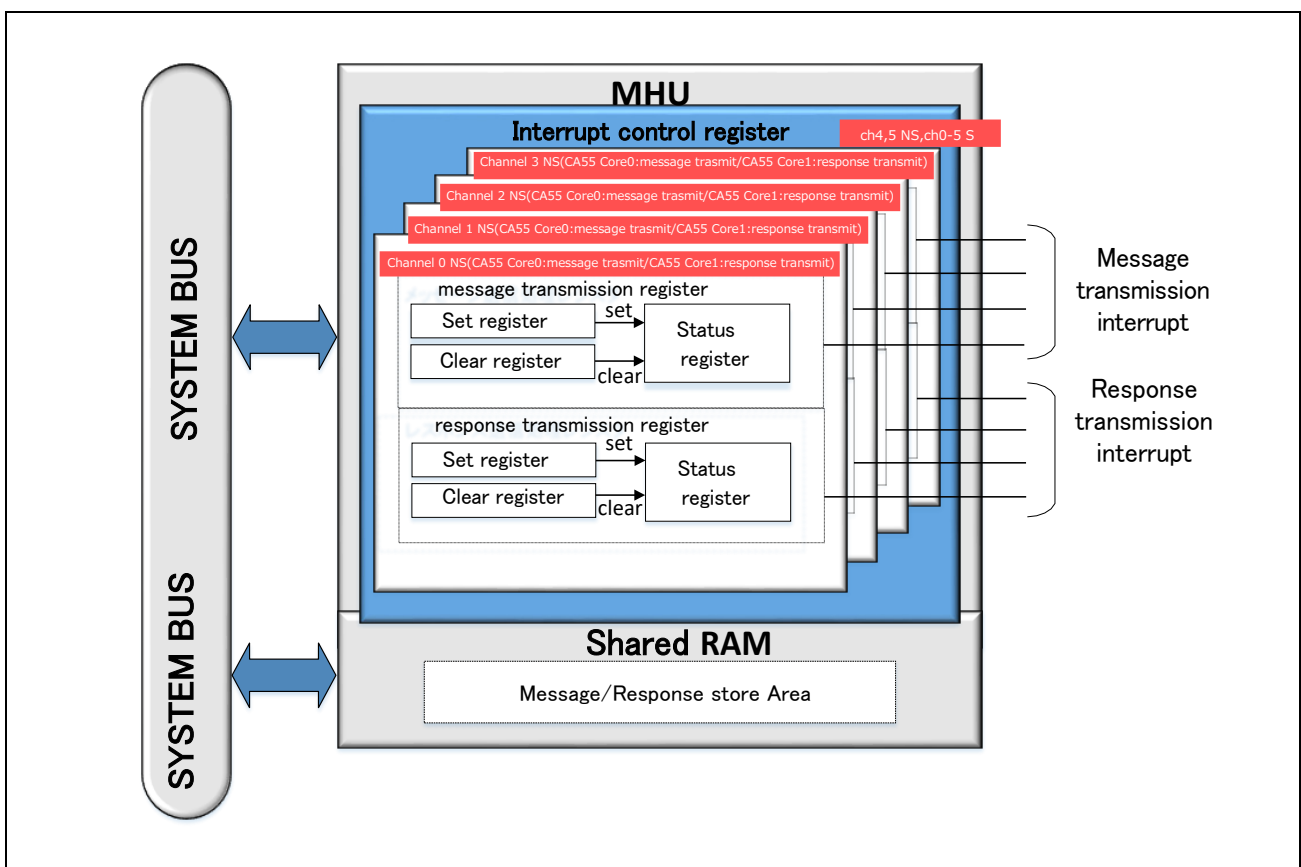 MHU
Interrupt control register
ch4,5 NS,ch0-5 S
Channel 3 NS(CA55 Core0:message trasmit/CA55 Core1:response transmit)
Channel 2 NS(CA55 Core0:message trasmit/CA55 Core1:response transmit)
Channel 1 NS(CA55 Core0:message trasmit/CA55 Core1:response transmit)
Channel 0 NS(CA55 Core0:message trasmit/CA55 Core1:response transmit)
message transmission register
Set register
set
Status
register
Clear register
clear
response transmission register
Set register
set
Status
register
Clear register
clear
Message
transmission
interrupt
Response
transmission
interrupt
SYSTEM BUS
SYSTEM BUS
Shared RAM
Message/Response store Area